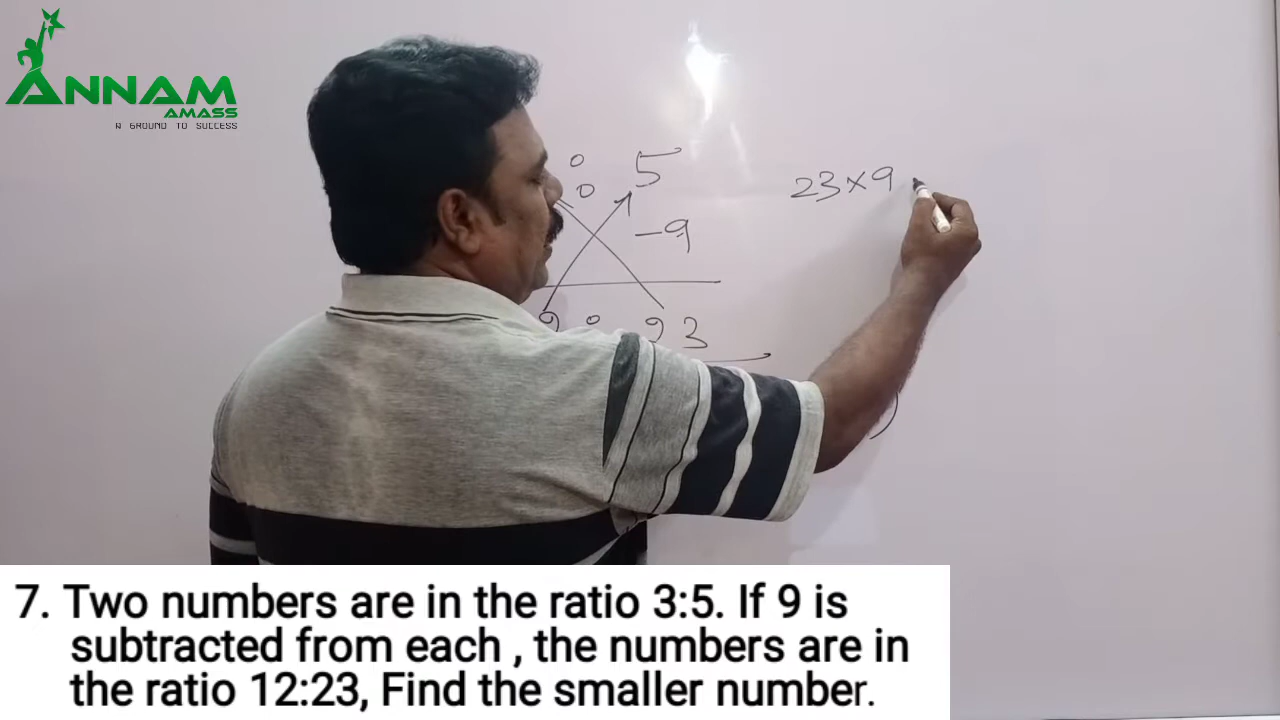 ANNAM
AMASS
A GROUND TO SUCCESS
5
23×9
–9
93
7. Two numbers are in the ratio 3:5. If 9 is
subtracted from each , the numbers are in
the ratio 12:23, Find the smaller number.